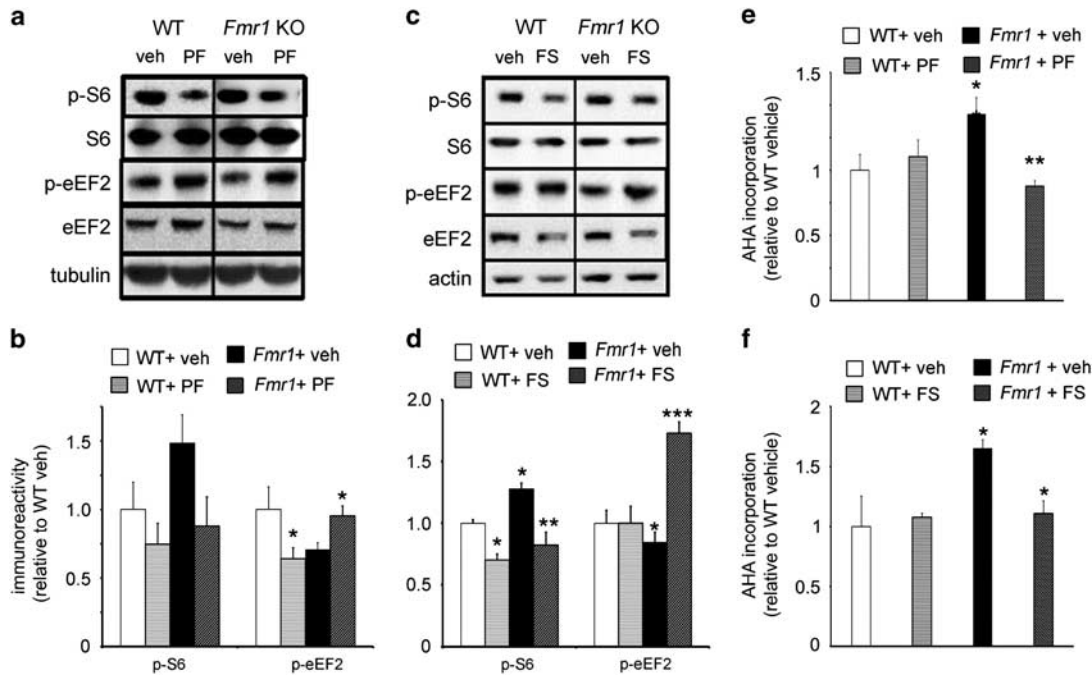 a
WT Fmr1 KO
veh PF veh PF
p-S6
S6
p-eEF2
eEF2
tubulin
b
WT+ veh Fmr1+ veh
WT+ PF Fmr1+ PF
immunoreactivity
(relative to WT veh)
1.5
1.0
0.5
0
* *
p-S6 p-eEF2
c
WT Fmr1 KO
veh FS veh FS
p-S6
S6
p-eEF2
eEF2
actin
d
WT+ veh Fmr1+ veh
WT+ FS Fmr1+ FS
2.0
1.5
1.0
0.5
0
* * ** * ***
p-S6 p-eEF2
e
WT+ veh Fmr1 + veh
WT+ PF Fmr1 + PF
AHA incorporation
(relative to WT vehicle)
1.5
1
0.5
0
* **
f
WT+ veh Fmr1 + veh
WT+ FS Fmr1 + FS
AHA incorporation
(relative to WT vehicle)
2
1.5
1
0.5
0
* *